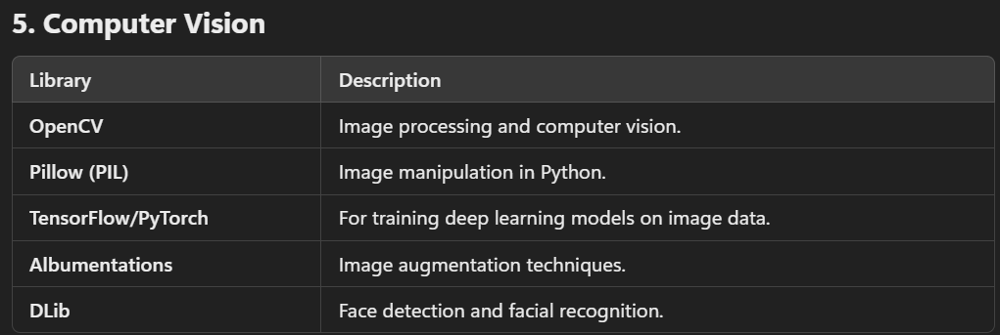 5. Computer Vision
Library Description
OpenCV Image processing and computer vision.
Pillow (PIL) Image manipulation in Python.
TensorFlow/PyTorch For training deep learning models on image data.
Albumentations Image augmentation techniques.
DLib Face detection and facial recognition.